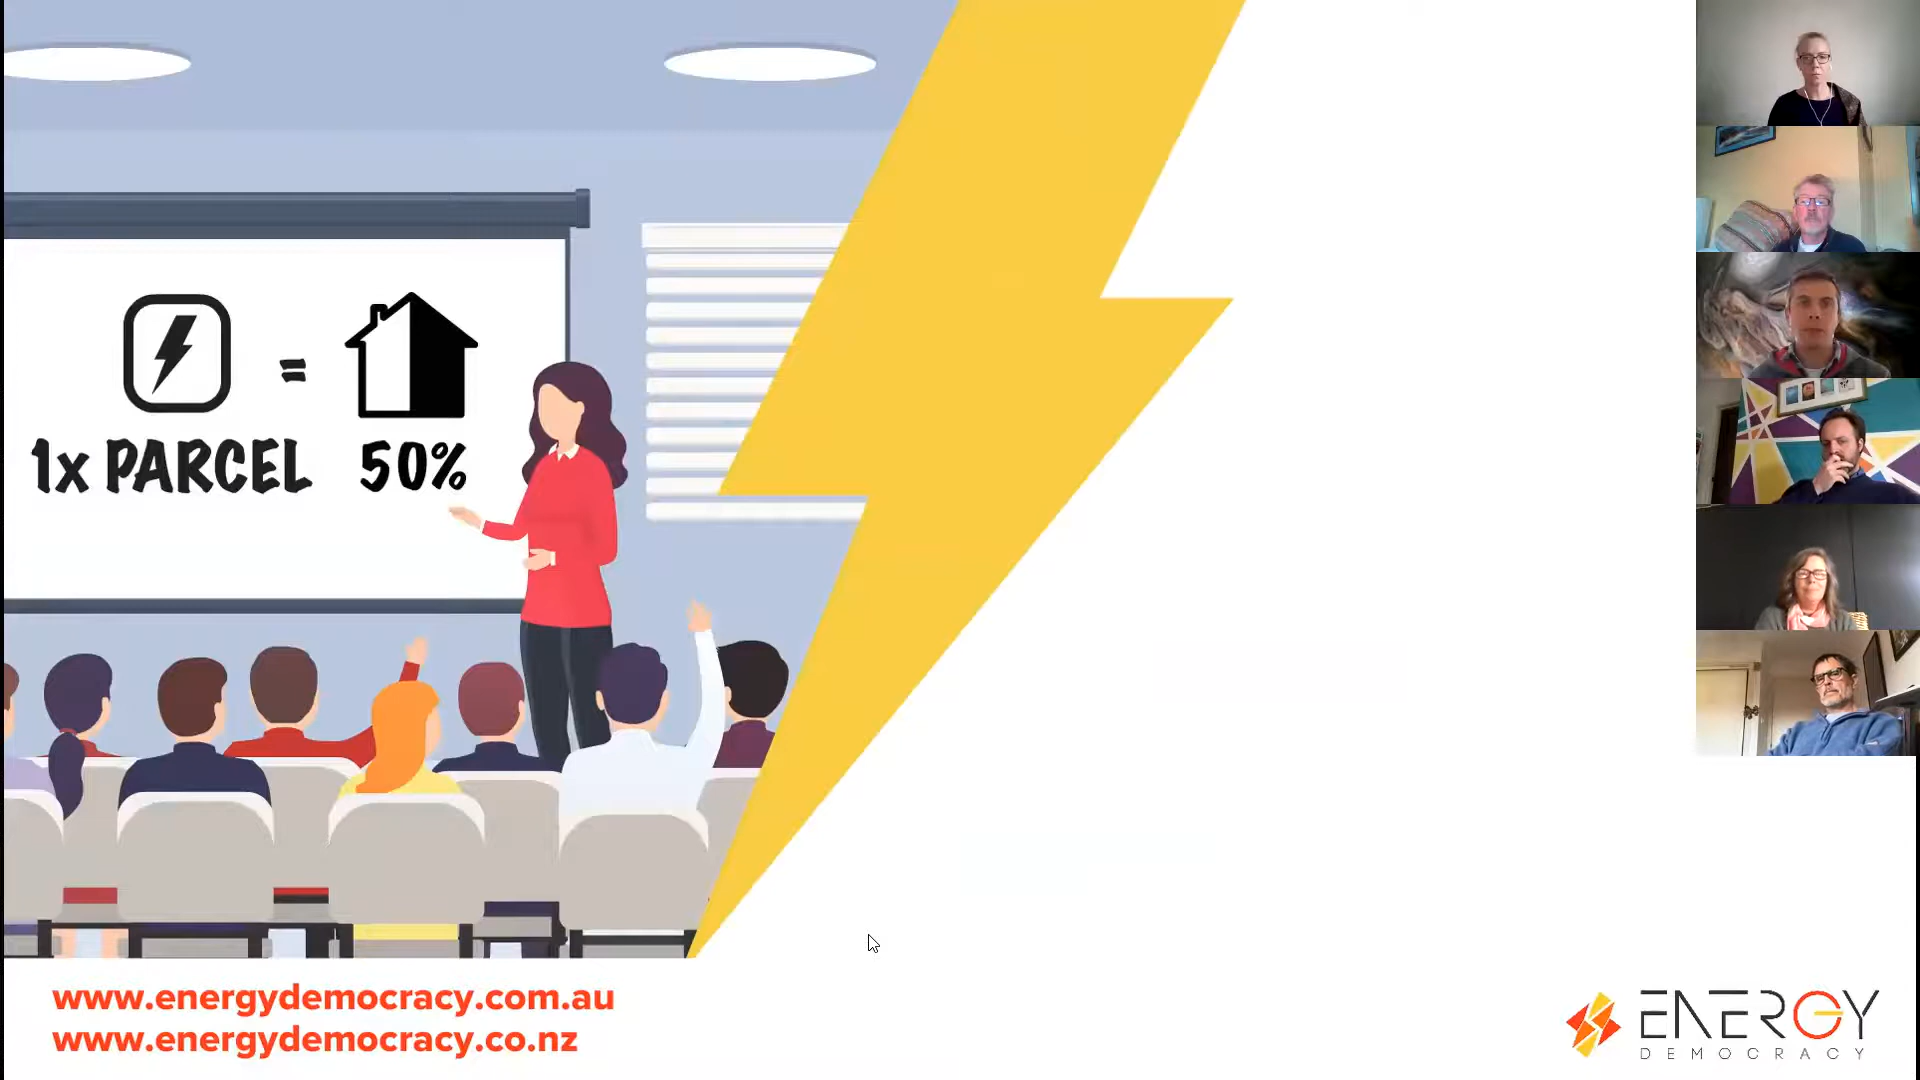 =
1x PARCEL 50%
www.energydemocracy.com.au
www.energydemocracy.co.nz
ENERGY
DEMOCRACY